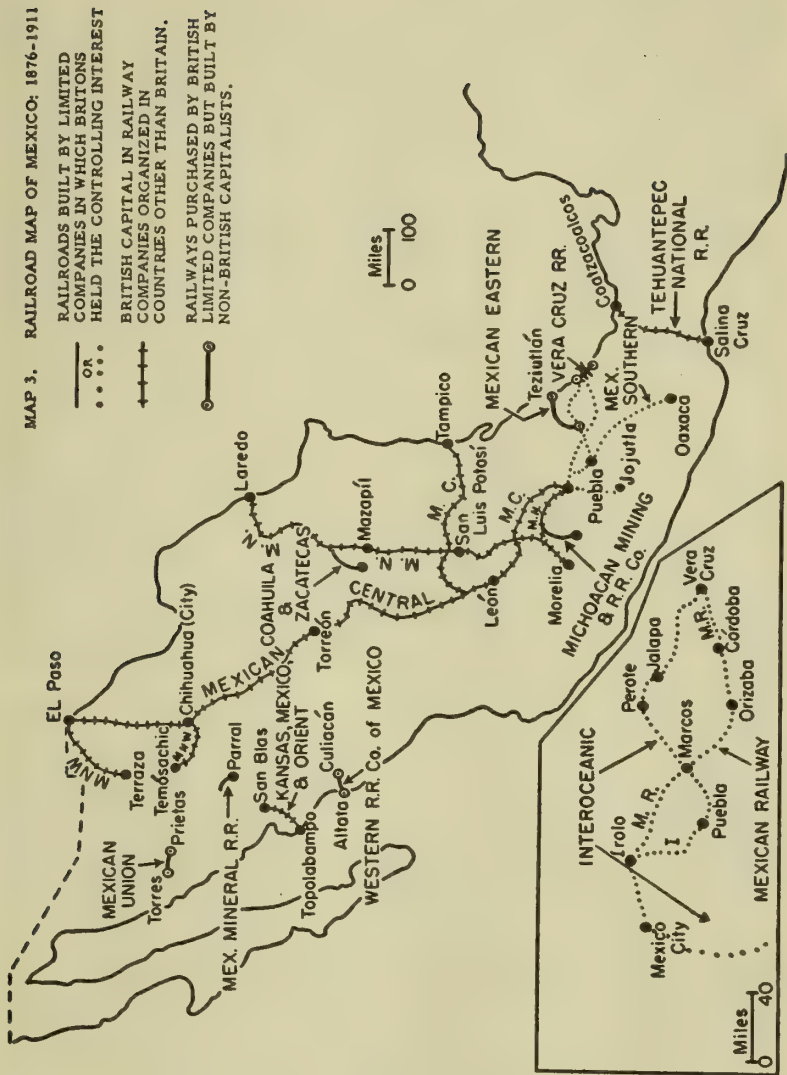 MAP 3. RAILROAD MAP OF MEXICO: 1876-1911
RAILROADS BUILT BY LIMITED
COMPANIES IN WHICH BRITONS
HELD THE CONTROLLING INTEREST
OR
BRITISH CAPITAL IN RAILWAY
COMPANIES ORGANIZED IN
COUNTRIES OTHER THAN BRITAIN.
RAILWAYS PURCHASED BY BRITISH
LIMITED COMPANIES BUT BUILT BY
NON-BRITISH CAPITALISTS.
Miles
0 100
EL Paso
M N W
Terraza
Temósachic
M N W
Chihuahua (City)
MEXICAN
UNION
Torres
Prietas
MEX. MINERAL R.R.
Parral
San Blas
KANSAS, MEXICO,
& ORIENT
Topolabampo
Culiacán
Altata
WESTERN R.R. Co. of MEXICO
MEXICAN
CENTRAL
Torreón
Laredo
M. N.
COAHUILA
&
ZACATECAS
Mazapíl
M. N.
Tampico
M. C.
San
Luis Potosí
León
M.C.
M.N.
Morelia
MICHOACAN MINING
& R.R. Co.
MEXICAN EASTERN
Teziutlán
VERA CRUZ RR.
Puebla
MEX.
SOUTHERN
Jojutla
Oaxaca
Coatzacoalcos
TEHUANTEPEC
NATIONAL
R.R.
Salina
Cruz
Miles
0 40
Mexico
City
Irolo
M. R.
I
Puebla
INTEROCEANIC
Marcos
Perote
Jalapa
Vera
Cruz
M.R.
Córdoba
Orizaba
MEXICAN RAILWAY